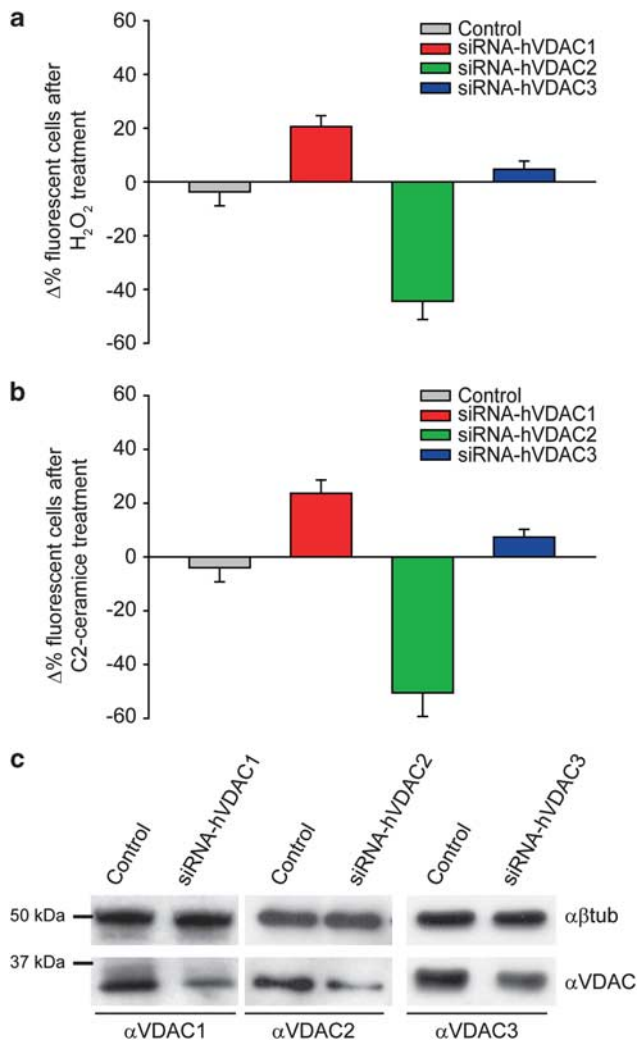 a
60
40
20
0
-20
-40
-60
Δ% fluorescent cells after
H₂O₂ treatment
Control
siRNA-hVDAC1
siRNA-hVDAC2
siRNA-hVDAC3
b
60
40
20
0
-20
-40
-60
Δ% fluorescent cells after
C2-ceramice treatment
Control
siRNA-hVDAC1
siRNA-hVDAC2
siRNA-hVDAC3
c
Control
siRNA-hVDAC1
Control
siRNA-hVDAC2
Control
siRNA-hVDAC3
50 kDa
αβtub
37 kDa
αVDAC
αVDAC1
αVDAC2
αVDAC3